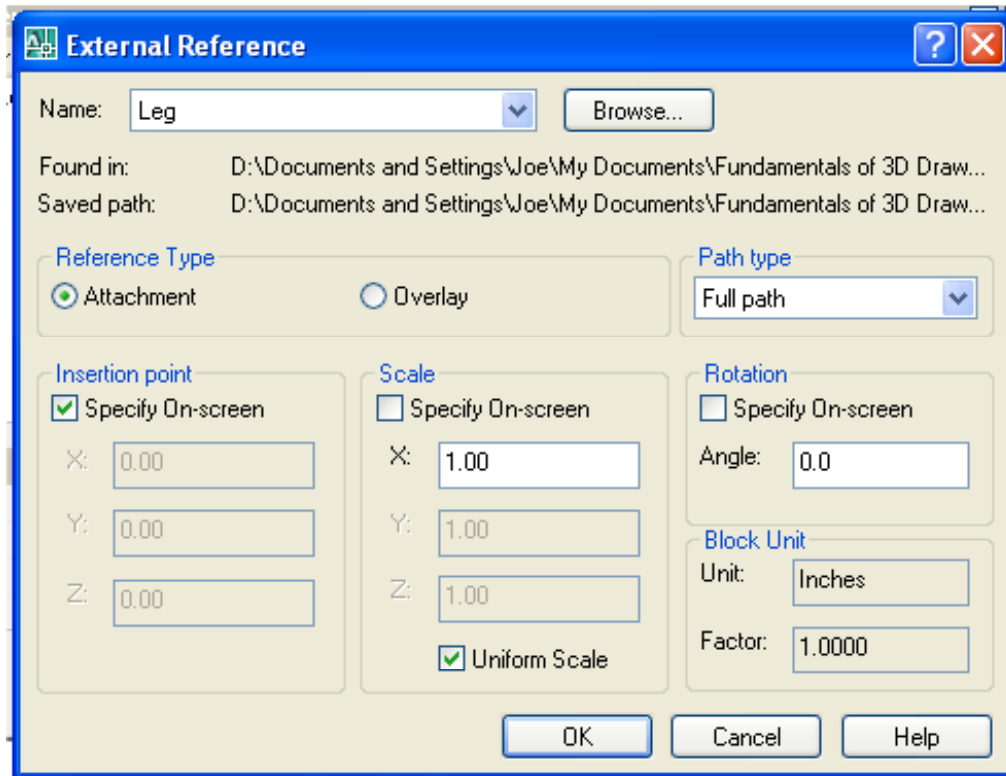 External Reference
Name: Leg Browse...
Found in: D:\Documents and Settings\Joe\My Documents\Fundamentals of 3D Draw...
Saved path: D:\Documents and Settings\Joe\My Documents\Fundamentals of 3D Draw...
Reference Type
Attachment Overlay
Path type
Full path
Insertion point
Specify On-screen
X: 0.00
Y: 0.00
Z: 0.00
Scale
Specify On-screen
X: 1.00
Y: 1.00
Z: 1.00
Uniform Scale
Rotation
Specify On-screen
Angle: 0.0
Block Unit
Unit: Inches
Factor: 1.0000
OK Cancel Help